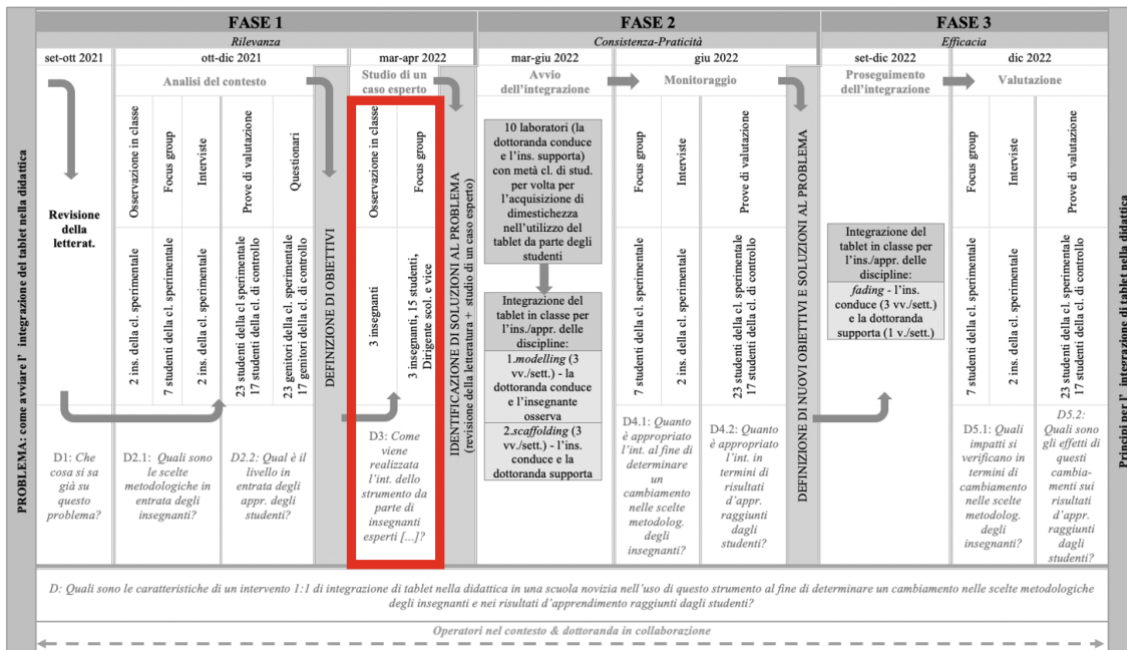 FASE 1
FASE 2
FASE 3
Rilevanza
Consistenza-Praticità
Efficacia
set-ott 2021
ott-dic 2021
mar-apr 2022
mar-giu 2022
giu 2022
set-dic 2022
dic 2022
PROBLEMA: come avviare l' integrazione del tablet nella didattica
Revisione
della
letterat.
D1: Che
cosa si sa
già su
questo
problema?
Analisi del contesto
Osservazione in classe
Focus group
Interviste
Prove di valutazione
Questionari
2 ins. della cl. sperimentale
7 studenti della cl. sperimentale
2 ins. della cl. sperimentale
23 studenti della cl sperimentale
17 studenti della cl. di controllo
23 genitori della cl. sperimentale
17 genitori della cl. di controllo
D2.1: Quali sono
le scelte
metodologiche in
entrata degli
insegnanti?
D2.2: Qual è il
livello in
entrata degli
appr. degli
studenti?
DEFINIZIONE DI OBIETTIVI
Studio di un
caso esperto
Osservazione in classe
Focus group
3 insegnanti
3 insegnanti, 15 studenti,
Dirigente scol. e vice
D3: Come
viene
realizzata
l'int. dello
strumento da
parte di
insegnanti
esperti [...]?
IDENTIFICAZIONE DI SOLUZIONI AL PROBLEMA
(revisione della letteratura + studio di un caso esperto)
Avvio
dell'integrazione
10 laboratori (la
dottoranda conduce
e l'ins. supporta)
con metà cl. di stud.
per volta per
l'acquisizione di
dimestichezza
nell'utilizzo del
tablet da parte degli
studenti
Integrazione del
tablet in classe per
l'ins./appr. delle
discipline:
1.modelling (3
vv./sett.) - la
dottoranda conduce
e l'insegnante
osserva
2.scaffolding (3
vv./sett.) - l'ins.
conduce e la
dottoranda supporta
Monitoraggio
Focus group
Interviste
Prove di valutazione
7 studenti della cl. sperimentale
2 ins. della cl. sperimentale
23 studenti della cl. sperimentale
17 studenti della cl. di controllo
D4.1: Quanto
è appropriato
l'int. al fine di
determinare
un
cambiamento
nelle scelte
metodolog.
degli
insegnanti?
D4.2: Quanto
è appropriato
l'int. in
termini di
risultati
d'appr.
raggiunti
dagli
studenti?
DEFINIZIONE DI NUOVI OBIETTIVI E SOLUZIONI AL PROBLEMA
Proseguimento
dell'integrazione
Integrazione del
tablet in classe per
l'ins./appr. delle
discipline:
fading - l'ins.
conduce (3 vv./sett.)
e la dottoranda
supporta (1 v./sett.)
Valutazione
Focus group
Interviste
Prove di valutazione
7 studenti della cl. sperimentale
2 ins. della cl. sperimentale
23 studenti della cl. sperimentale
17 studenti della cl. di controllo
D5.1: Quali
impatti si
verificano in
termini di
cambiamento
nelle scelte
metodolog.
degli
insegnanti?
D5.2:
Quali sono
gli effetti di
questi
cambia-
menti sui
risultati
d'appr.
raggiunti
dagli
studenti?
Principi per l' integrazione di tablet nella didattica
D: Quali sono le caratteristiche di un intervento 1:1 di integrazione di tablet nella didattica in una scuola novizia nell'uso di questo strumento al fine di determinare un cambiamento nelle scelte metodologiche
degli insegnanti e nei risultati d'apprendimento raggiunti dagli studenti?
Operatori nel contesto & dottoranda in collaborazione